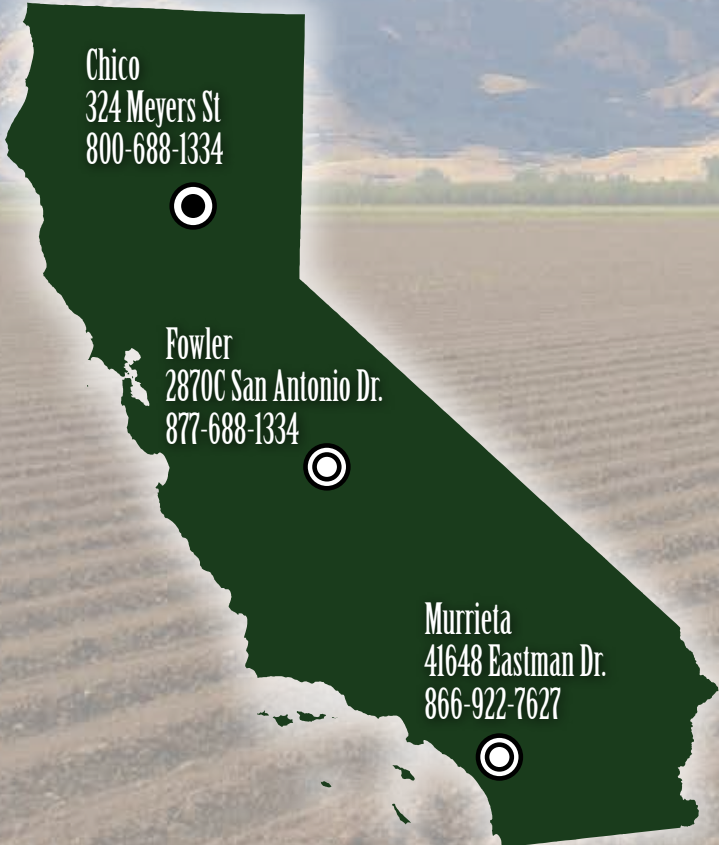 Chico
324 Meyers St
800-688-1334
Fowler
2870C San Antonio Dr.
877-688-1334
Murrieta
41648 Eastman Dr.
866-922-7627